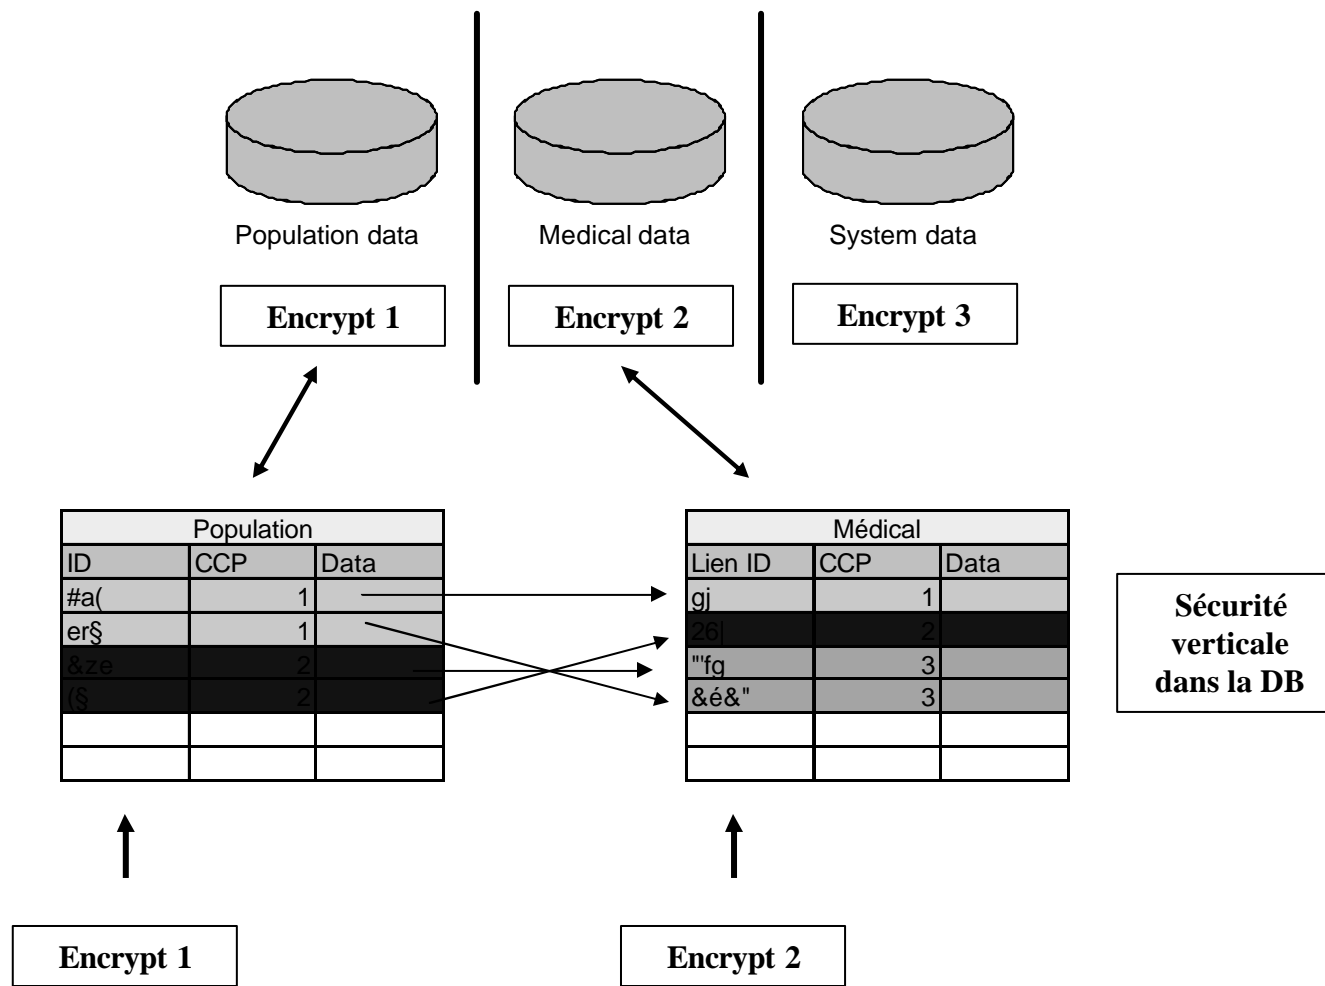 Population data
Medical data
System data
Encrypt 1
Encrypt 2
Encrypt 3
Population
ID CCP Data
#a( 1
er§ 1
&ze 2
(§ 2
Médical
Lien ID CCP Data
gj 1
26| 2
"'fg 3
&é&" 3
Sécurité
verticale
dans la DB
Encrypt 1
Encrypt 2